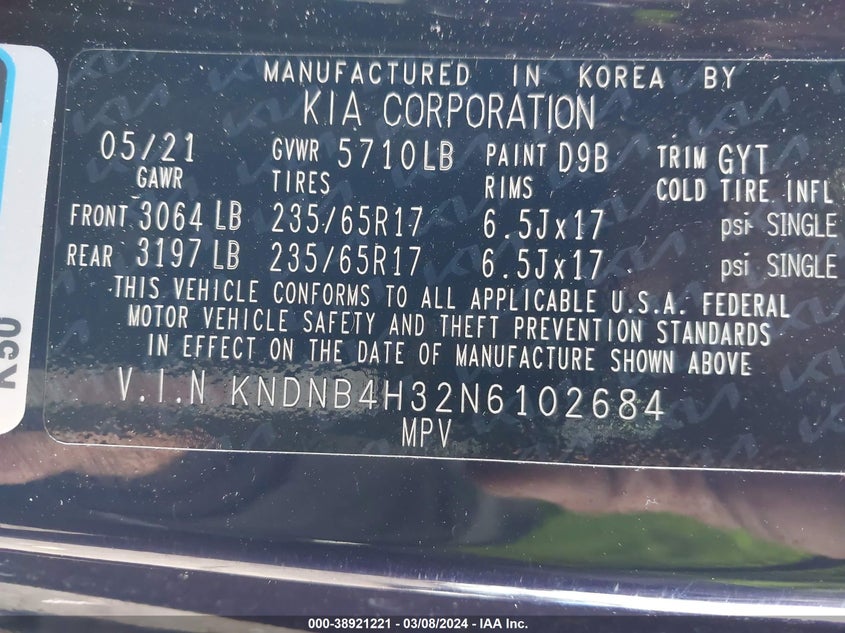 MANUFACTURED IN KOREA BY
KIA CORPORATION
05/21 GVWR 5710LB PAINT D9B TRIM GYT
GAWR TIRES RIMS COLD TIRE INFL
FRONT 3064 LB 235/65R17 6.5Jx17 psi SINGLE
REAR 3197 LB 235/65R17 6.5Jx17 psi SINGLE
THIS VEHICLE CONFORMS TO ALL APPLICABLE U.S.A. FEDERAL
MOTOR VEHICLE SAFETY AND THEFT PREVENTION STANDARDS
IN EFFECT ON THE DATE OF MANUFACTURE SHOWN ABOVE
V.I.N KNDNB4H32N6102684
MPV
000-38921221 — 03/08/2024 — IAA Inc.